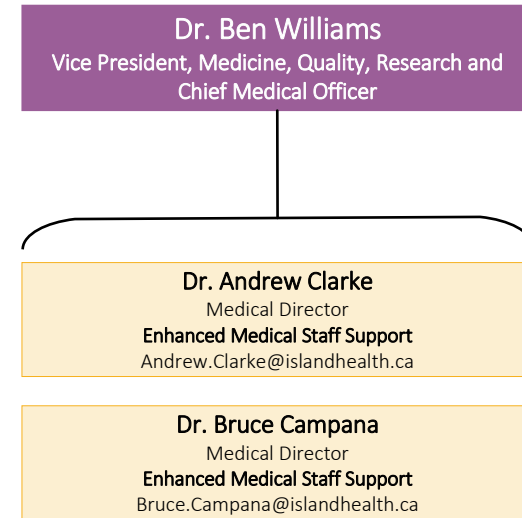 Dr. Ben Williams
Vice President, Medicine, Quality, Research and
Chief Medical Officer
Dr. Andrew Clarke
Medical Director
Enhanced Medical Staff Support
Andrew.Clarke@islandhealth.ca
Dr. Bruce Campana
Medical Director
Enhanced Medical Staff Support
Bruce.Campana@islandhealth.ca